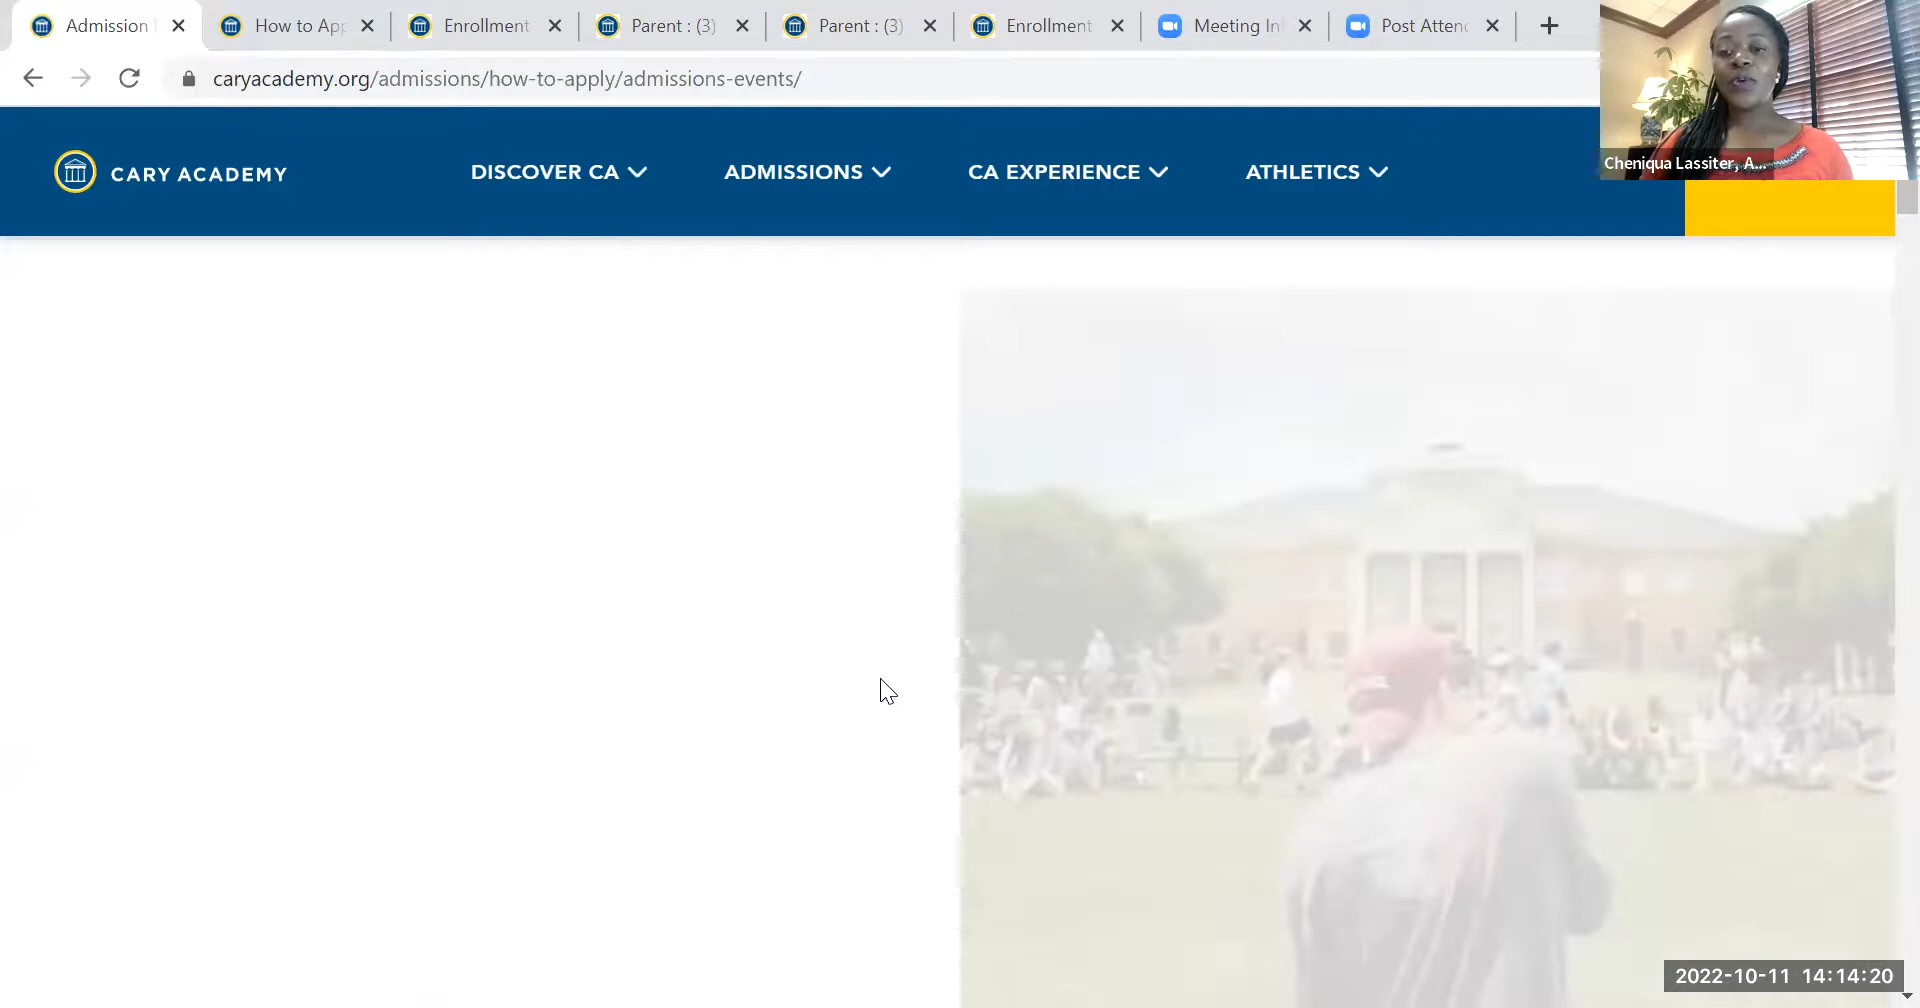 Admission
How to App
Enrollment
Parent : (3)
Parent : (3)
Enrollment
Meeting In
Post Attend
caryacademy.org/admissions/how-to-apply/admissions-events/
CARY ACADEMY
DISCOVER CA
ADMISSIONS
CA EXPERIENCE
ATHLETICS
Cheniqua Lassiter, A...
2022-10-11 14:14:20